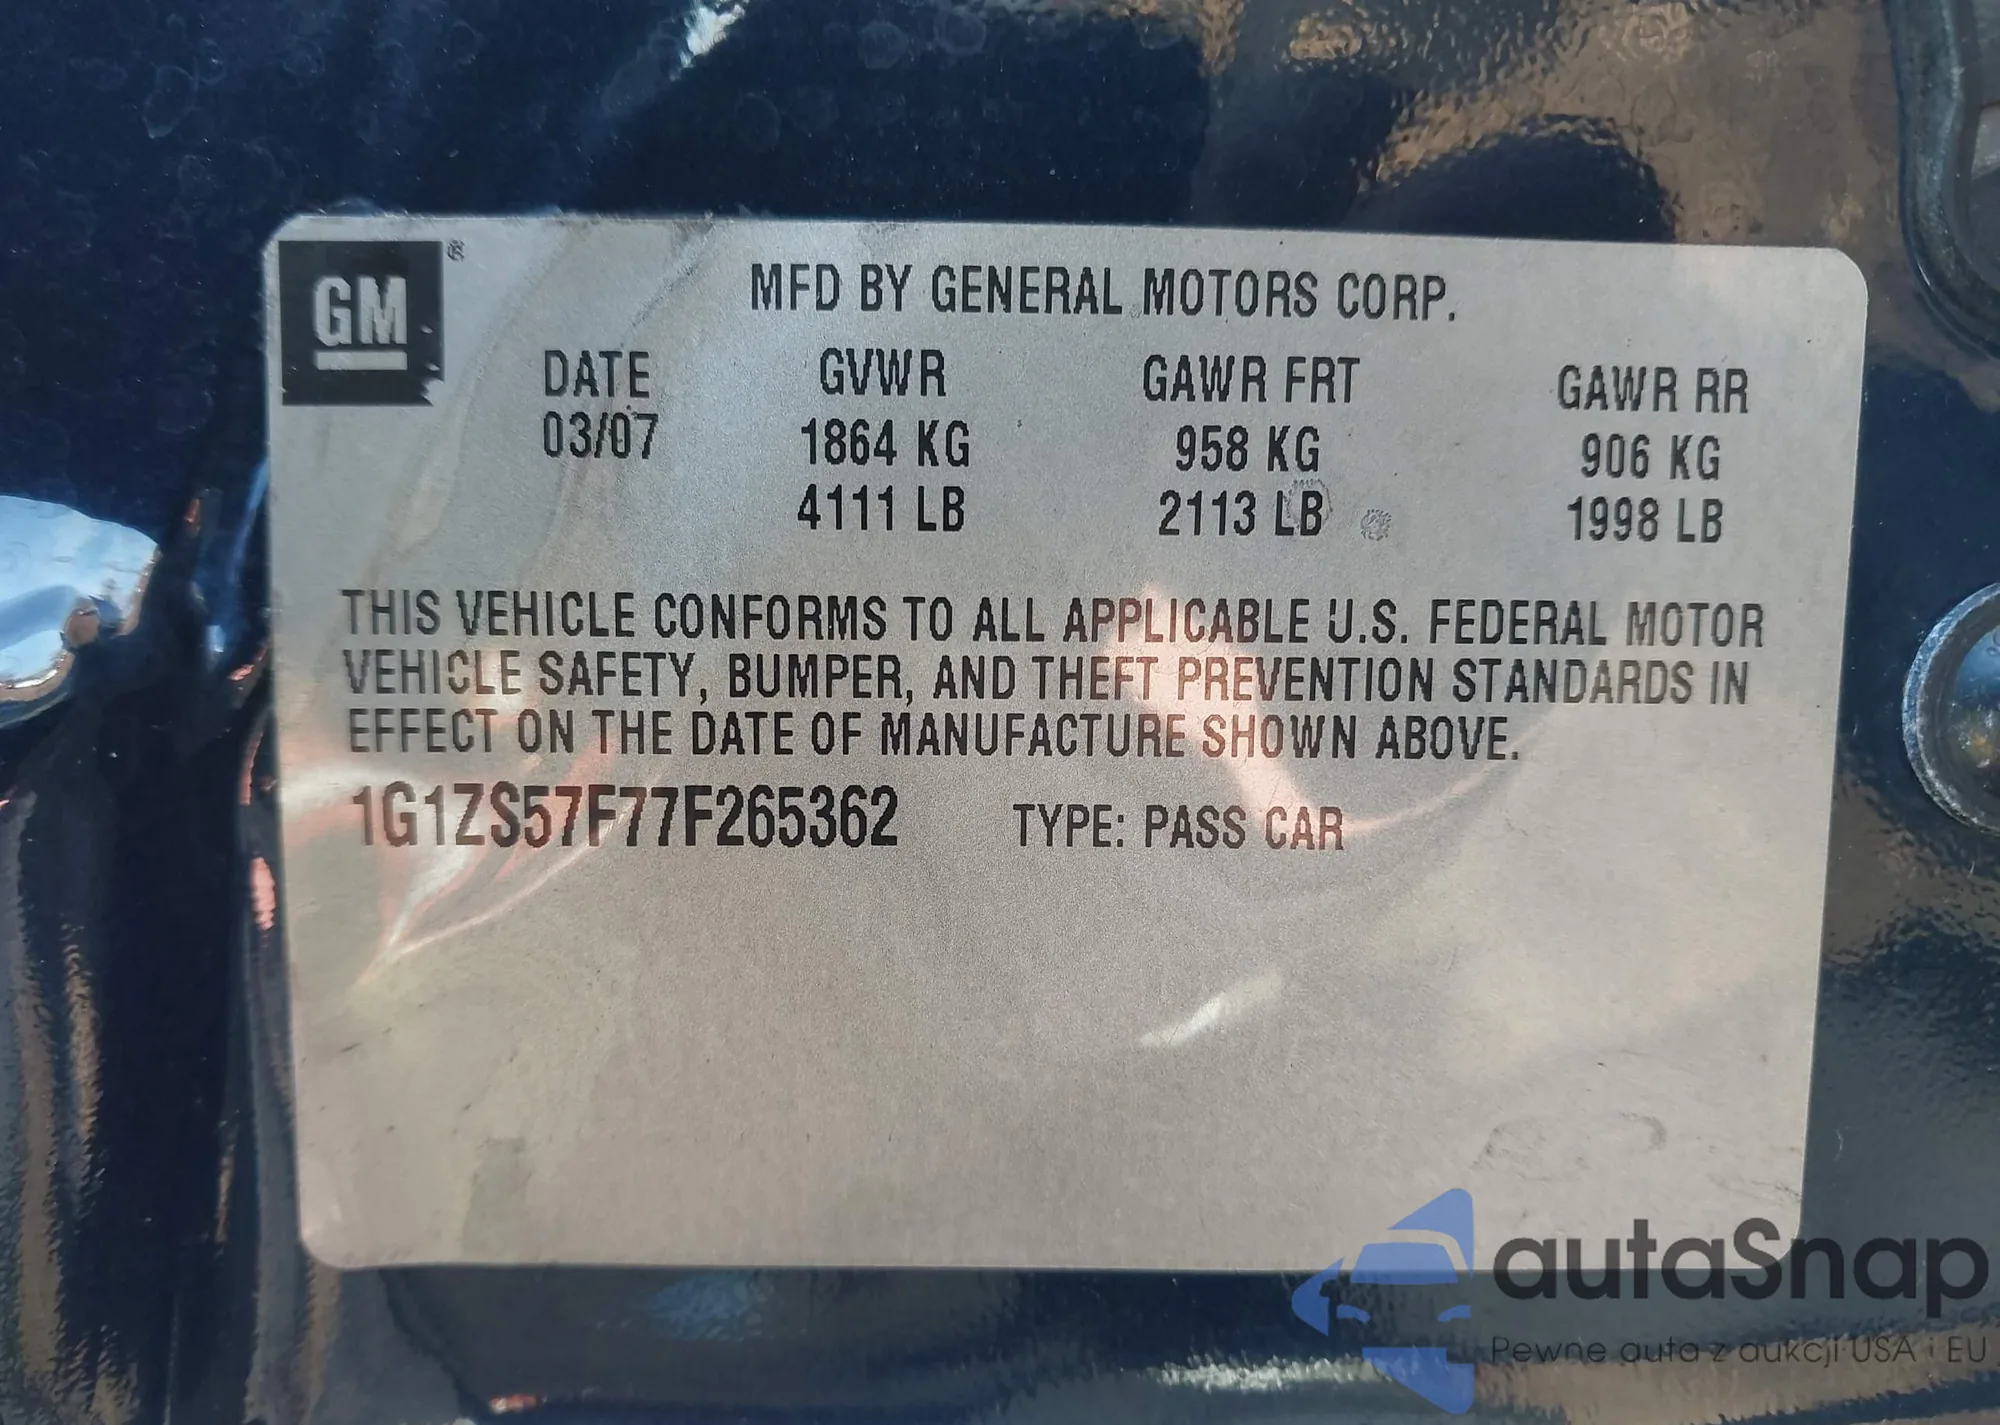 GM ®
MFD BY GENERAL MOTORS CORP.
DATE GVWR GAWR FRT GAWR RR
03/07 1864 KG 958 KG 906 KG
4111 LB 2113 LB 1998 LB
THIS VEHICLE CONFORMS TO ALL APPLICABLE U.S. FEDERAL MOTOR
VEHICLE SAFETY, BUMPER, AND THEFT PREVENTION STANDARDS IN
EFFECT ON THE DATE OF MANUFACTURE SHOWN ABOVE.
1G1ZS57F77F265362 TYPE: PASS CAR
autaSnap
Pewne auta z aukcji USA i EU